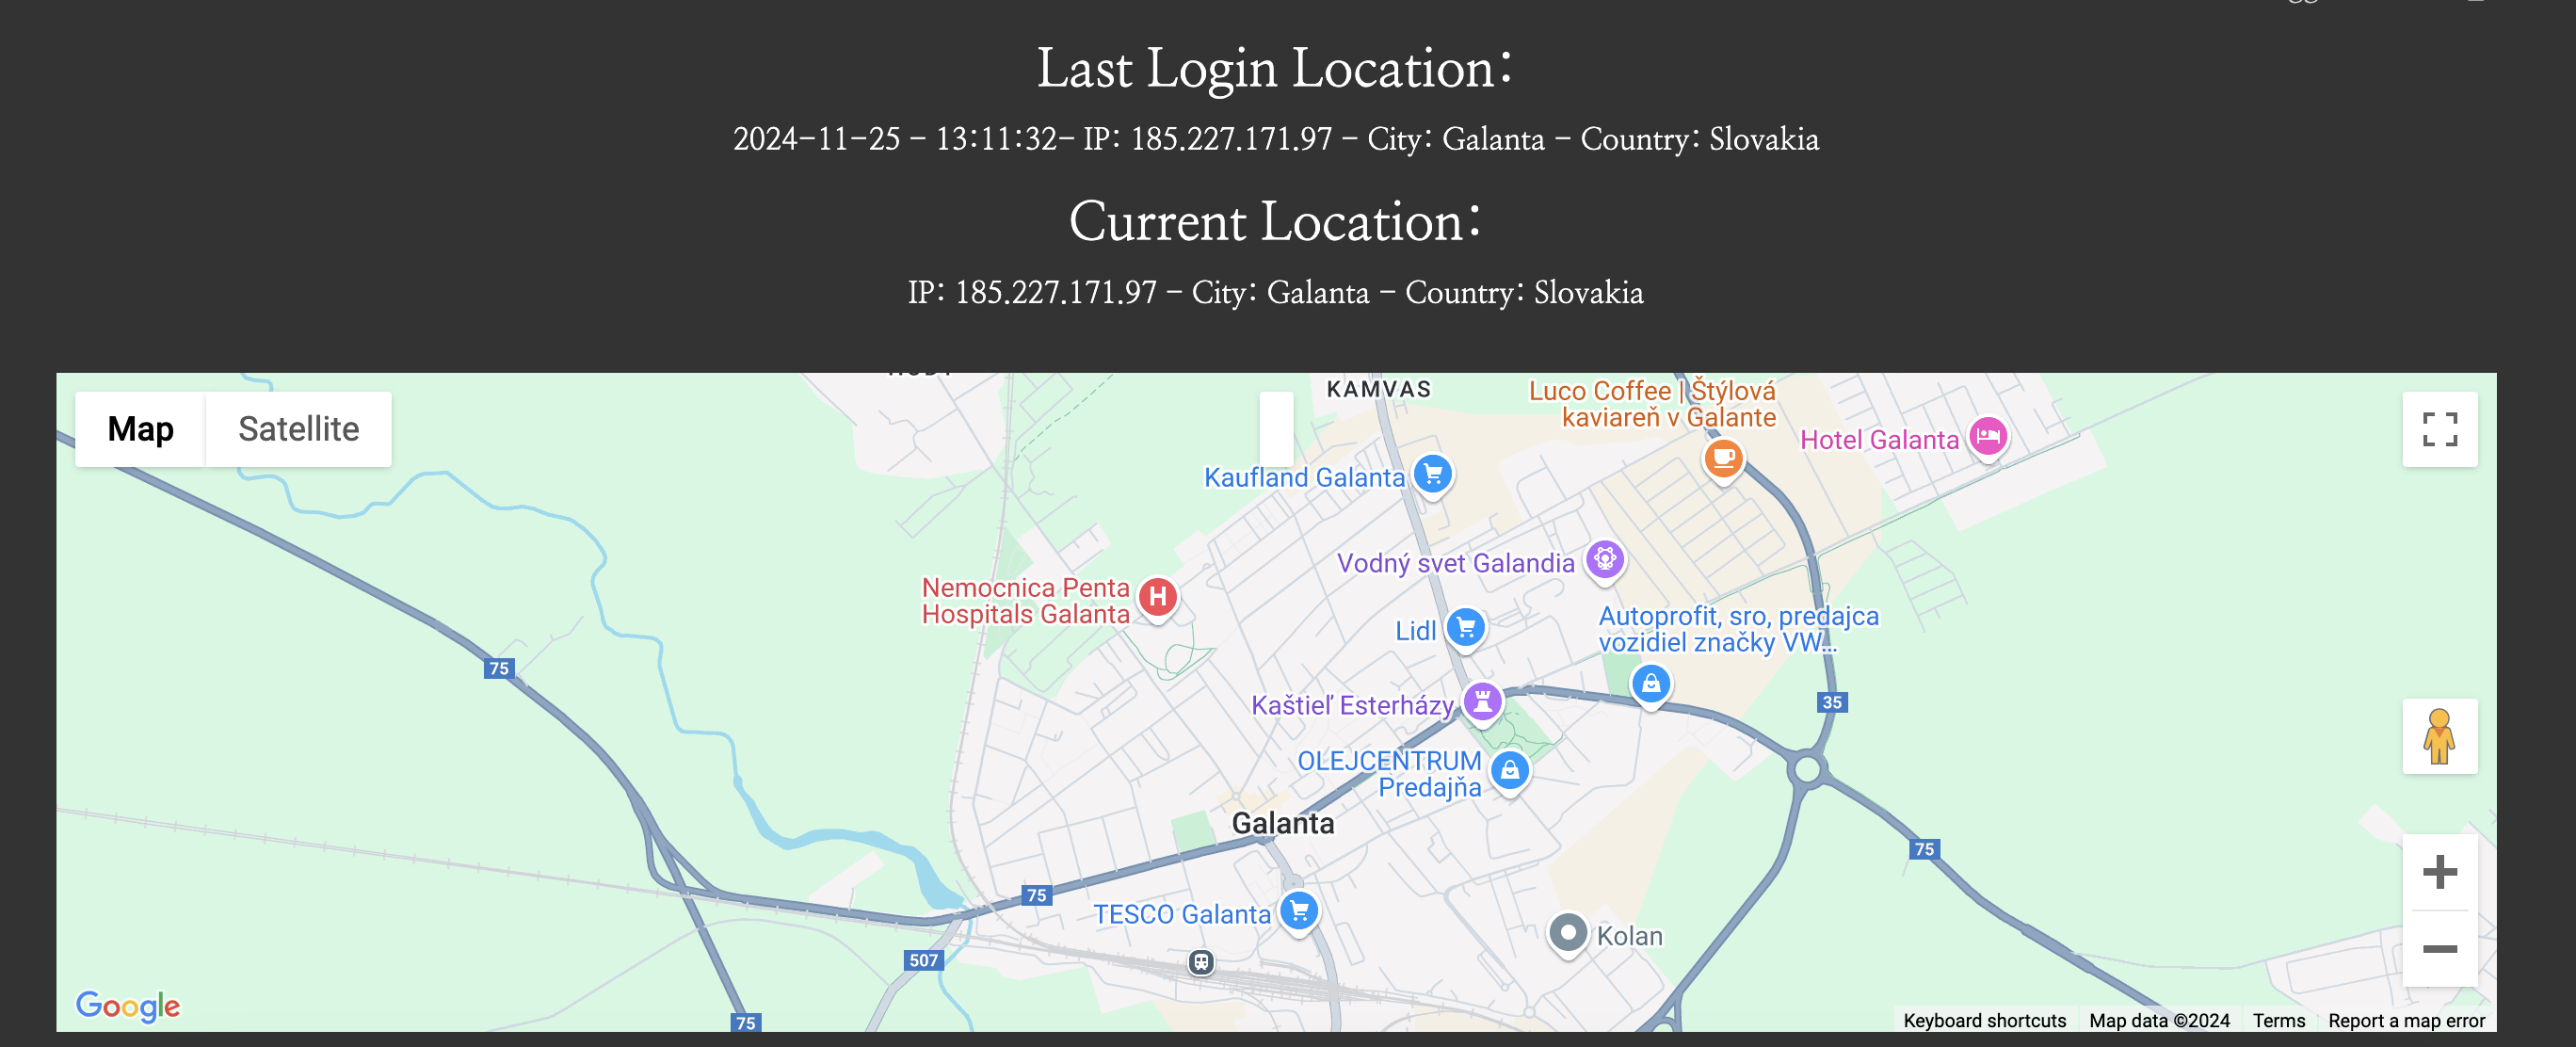 Last Login Location:
2024-11-25 - 13:11:32- IP: 185.227.171.97 - City: Galanta - Country: Slovakia
Current Location:
IP: 185.227.171.97 - City: Galanta - Country: Slovakia
Map
Satellite
KAMVAS
Luco Coffee | Štýlová
kaviareň v Galante
Hotel Galanta
Kaufland Galanta
Vodný svet Galandia
Nemocnica Penta
Hospitals Galanta
Autoprofit, sro, predajca
vozidiel značky VW...
Lidl
75
Kaštieľ Esterházy
35
OLEJCENTRUM
Predajňa
Galanta
75
75
TESCO Galanta
Kolan
507
Google
75
Keyboard shortcuts
Map data ©2024
Terms
Report a map error